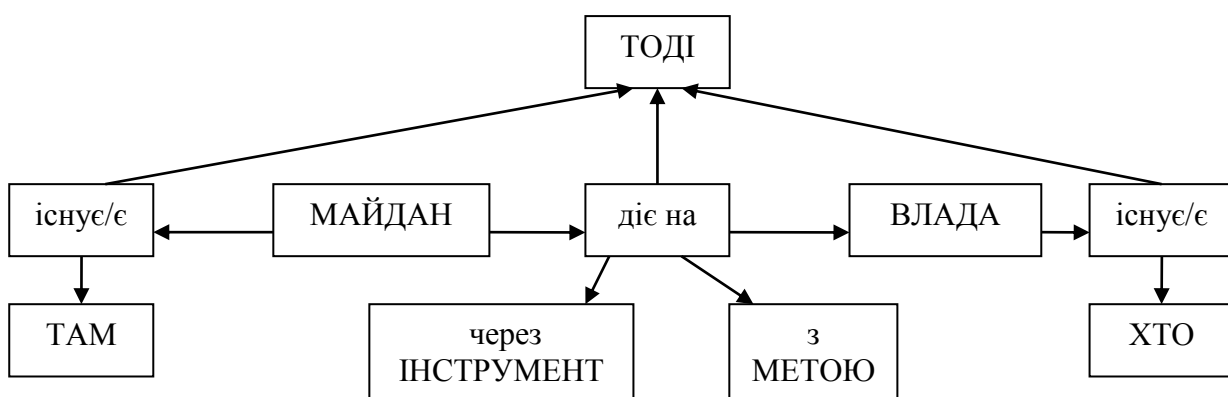 ТОДІ
існує/є
МАЙДАН
діє на
ВЛАДА
існує/є
ТАМ
через
ІНСТРУМЕНТ
з
МЕТОЮ
ХТО